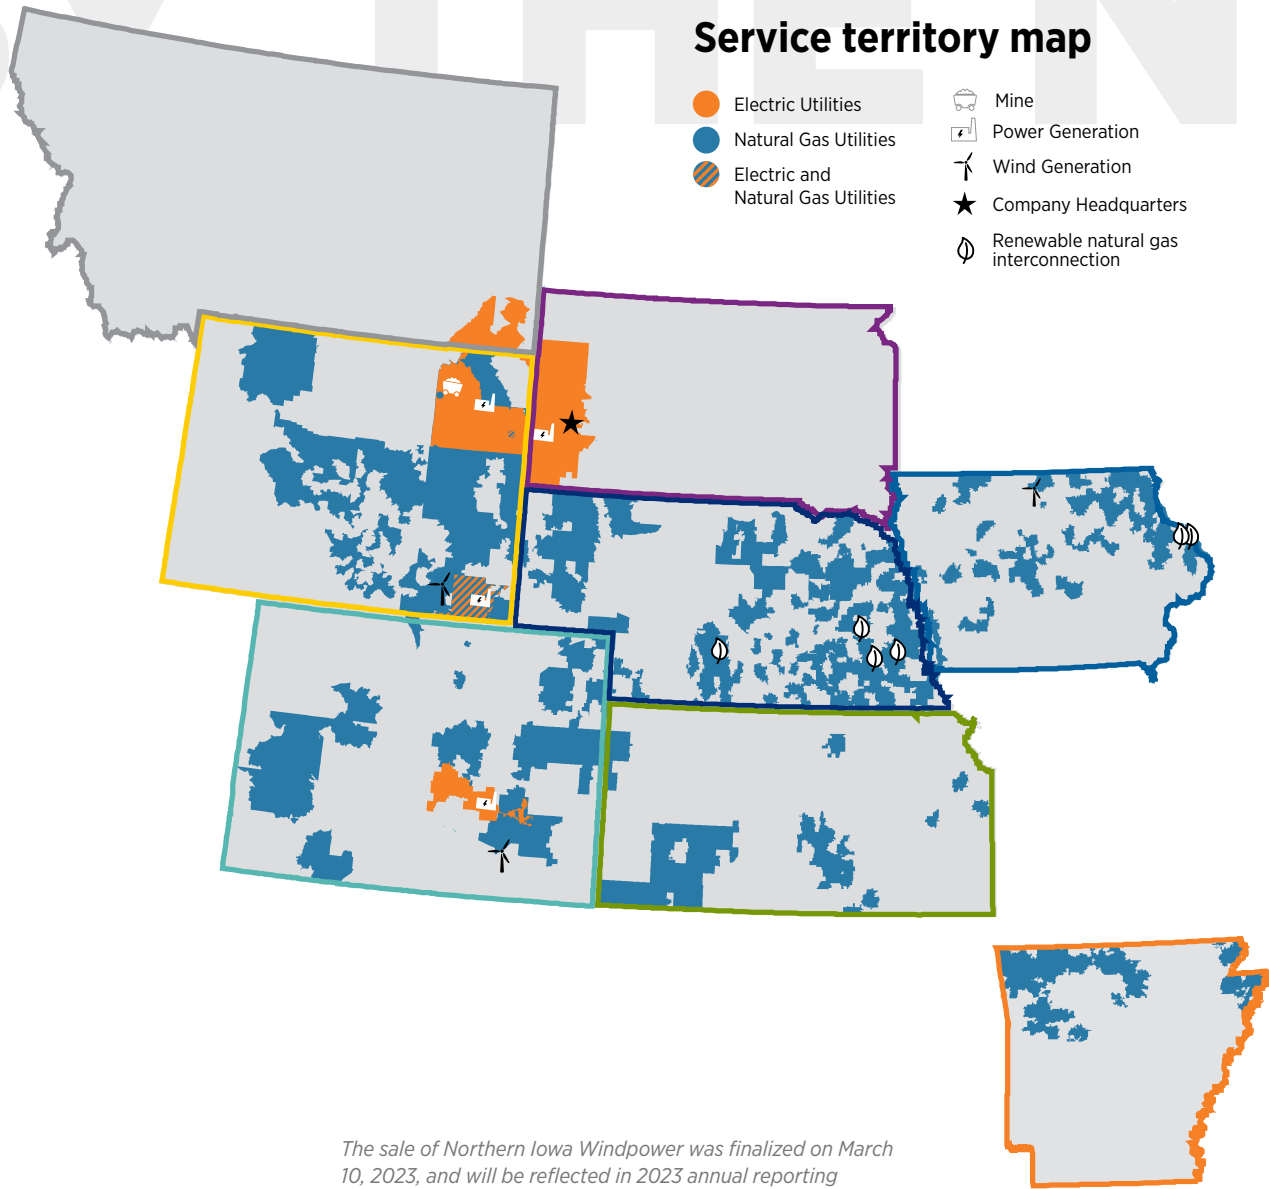 THEN
Service territory map
Electric Utilities
Natural Gas Utilities
Electric and
Natural Gas Utilities
Mine
Power Generation
Wind Generation
Company Headquarters
Renewable natural gas
interconnection
The sale of Northern Iowa Windpower was finalized on March
10, 2023, and will be reflected in 2023 annual reporting